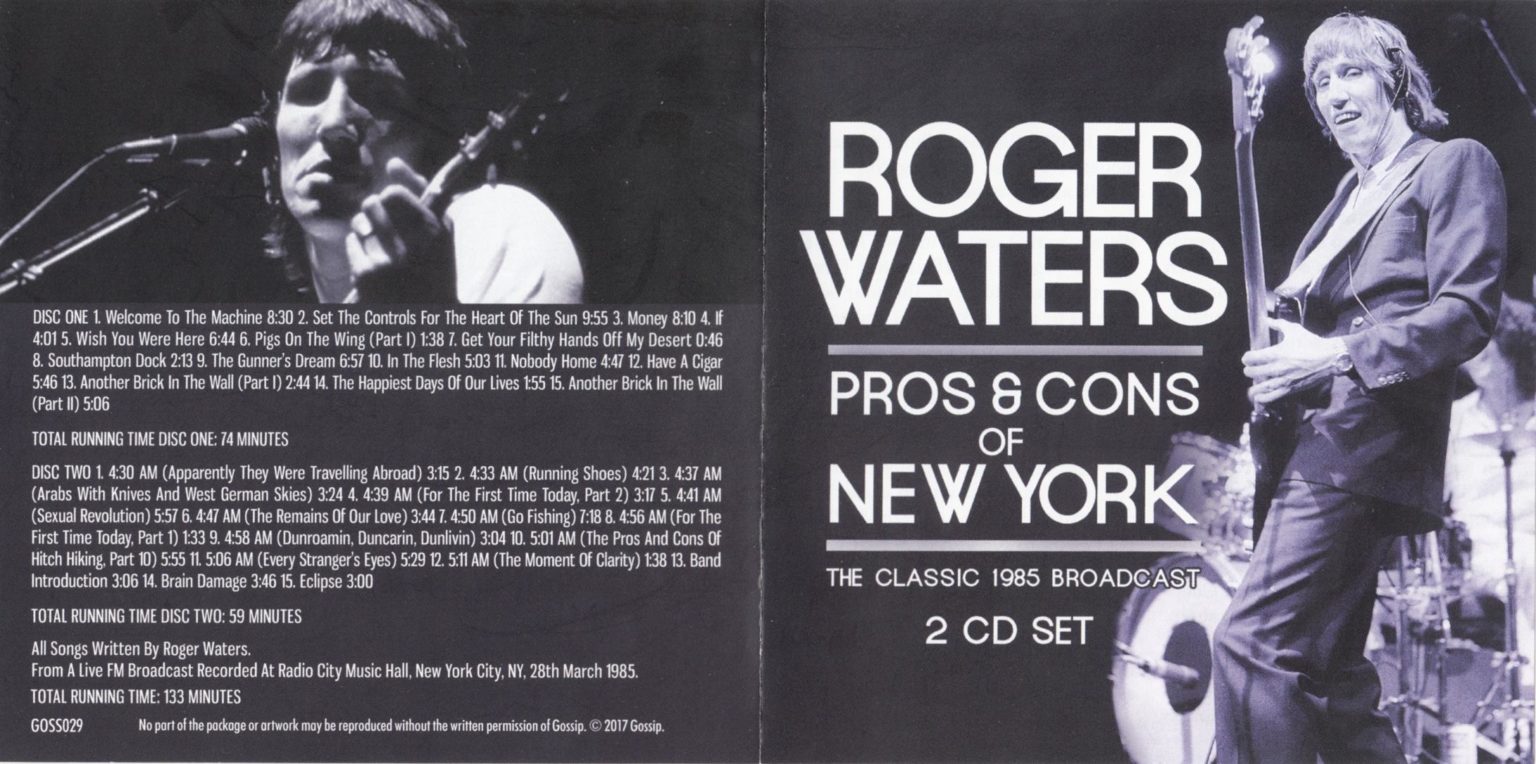 DISC ONE 1. Welcome To The Machine 8:30 2. Set The Controls For The Heart Of The Sun 9:55 3. Money 8:10 4. If
4:01 5. Wish You Were Here 6:44 6. Pigs On The Wing (Part I) 1:38 7. Get Your Filthy Hands Off My Desert 0:46
8. Southampton Dock 2:13 9. The Gunner's Dream 6:57 10. In The Flesh 5:03 11. Nobody Home 4:47 12. Have A Cigar
5:46 13. Another Brick In The Wall (Part I) 2:44 14. The Happiest Days Of Our Lives 1:55 15. Another Brick In The Wall
(Part II) 5:06
TOTAL RUNNING TIME DISC ONE: 74 MINUTES
DISC TWO 1. 4:30 AM (Apparently They Were Travelling Abroad) 3:15 2. 4:33 AM (Running Shoes) 4:21 3. 4:37 AM
(Arabs With Knives And West German Skies) 3:24 4. 4:39 AM (For The First Time Today, Part 2) 3:17 5. 4:41 AM
(Sexual Revolution) 5:57 6. 4:47 AM (The Remains Of Our Love) 3:44 7. 4:50 AM (Go Fishing) 7:18 8. 4:56 AM (For The
First Time Today, Part 1) 1:33 9. 4:58 AM (Dunroamin, Duncarin, Dunlivin) 3:04 10. 5:01 AM (The Pros And Cons Of
Hitch Hiking, Part 10) 5:55 11. 5:06 AM (Every Stranger's Eyes) 5:29 12. 5:11 AM (The Moment Of Clarity) 1:38 13. Band
Introduction 3:06 14. Brain Damage 3:46 15. Eclipse 3:00
TOTAL RUNNING TIME DISC TWO: 59 MINUTES
All Songs Written By Roger Waters.
From A Live FM Broadcast Recorded At Radio City Music Hall, New York City, NY, 28th March 1985.
TOTAL RUNNING TIME: 133 MINUTES
GOSS029 No part of the package or artwork may be reproduced without the written permission of Gossip. © 2017 Gossip.
ROGER
WATERS
PROS & CONS
OF
NEW YORK
THE CLASSIC 1985 BROADCAST
2 CD SET